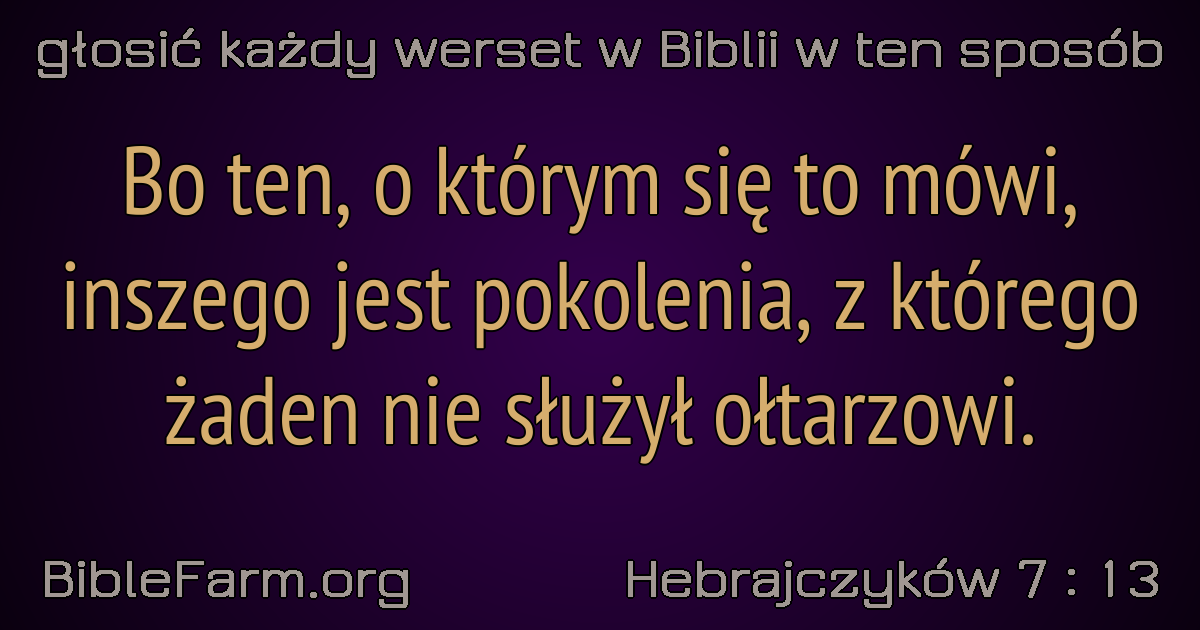 głosić każdy werset w Biblii w ten sposób
Bo ten, o którym się to mówi,
inszego jest pokolenia, z którego
żaden nie służył ołtarzowi.
BibleFarm.org
Hebrajczyków 7 : 13